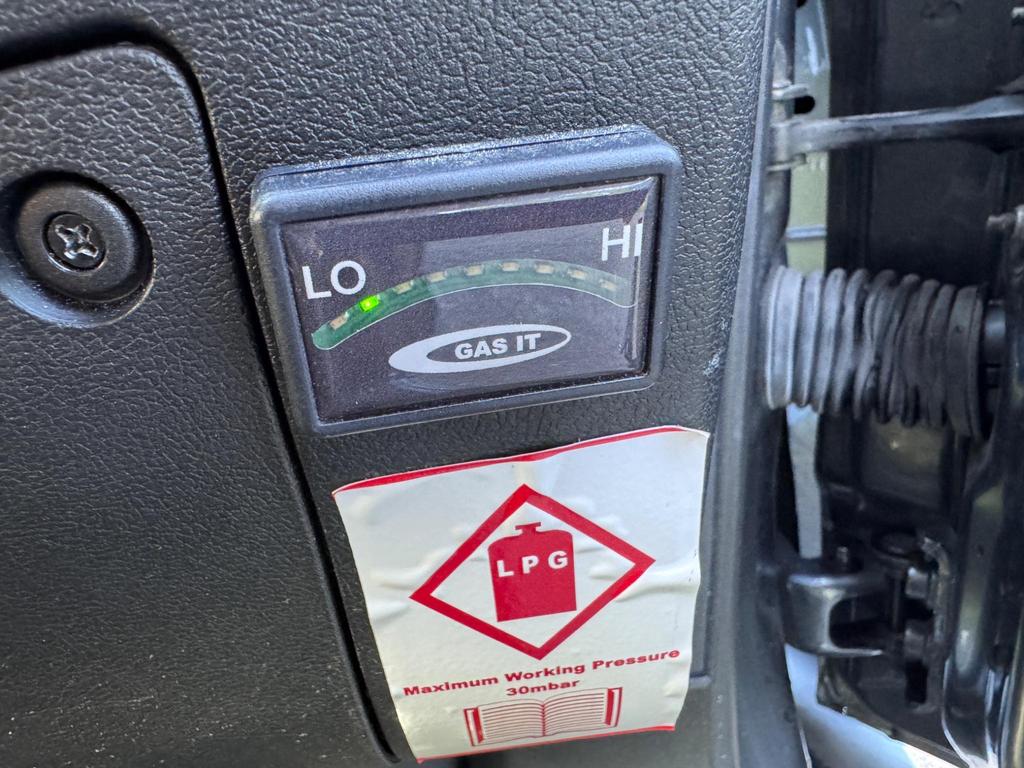 LO HI
GAS IT
LPG
Maximum Working Pressure
30mbar